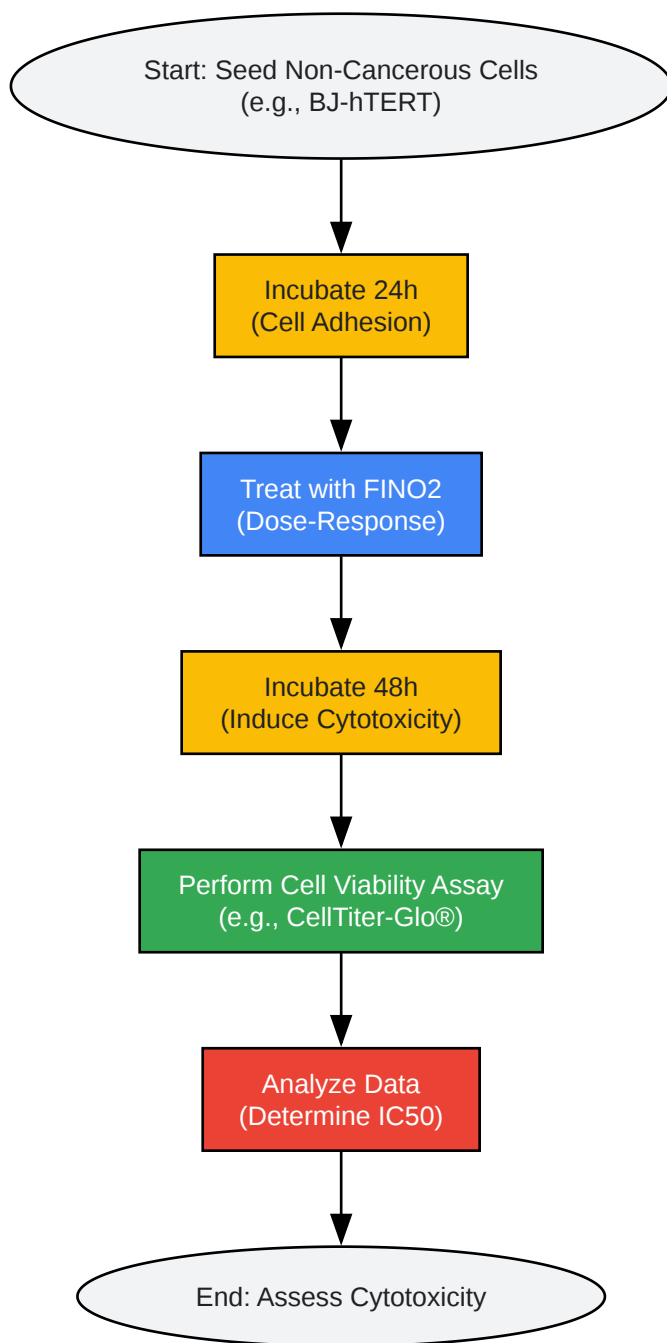 Start: Seed Non-Cancerous Cells
(e.g., BJ-hTERT)
Incubate 24h
(Cell Adhesion)
Treat with FINO2
(Dose-Response)
Incubate 48h
(Induce Cytotoxicity)
Perform Cell Viability Assay
(e.g., CellTiter-Glo®)
Analyze Data
(Determine IC50)
End: Assess Cytotoxicity